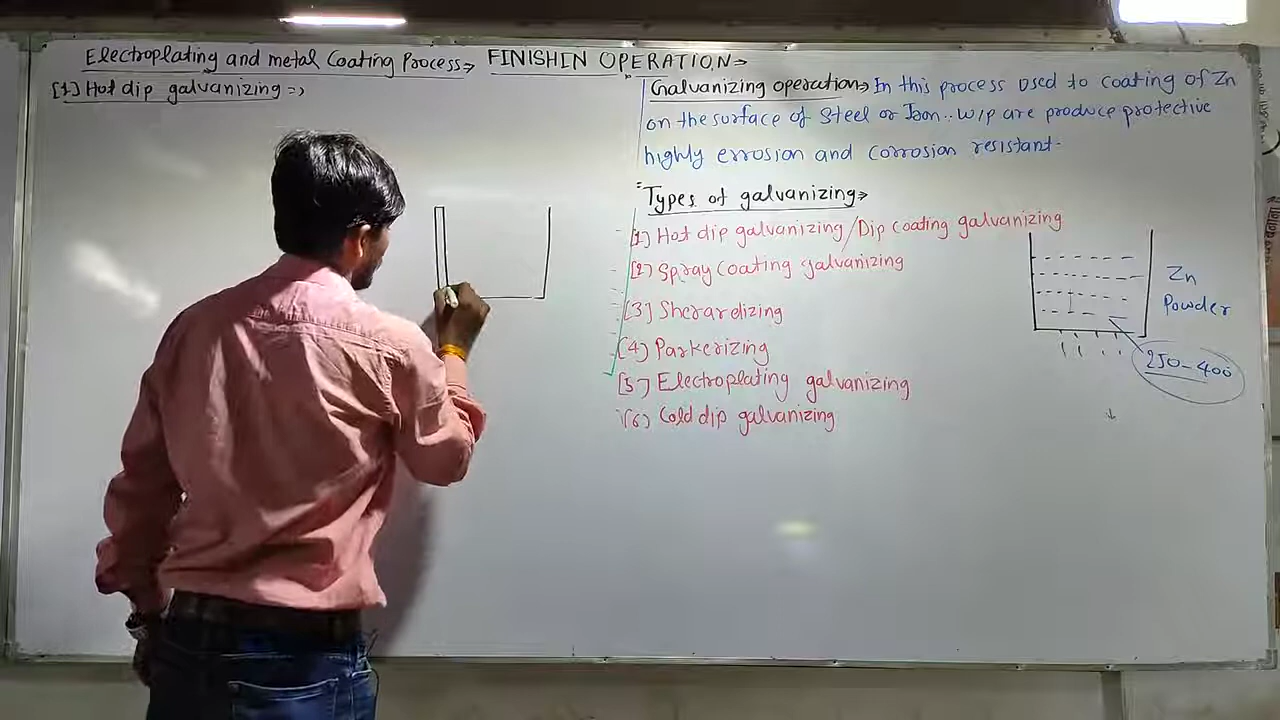 Electroplating and metal Coating Process→ FINISHIN OPERATION→
[1] Hot dip galvanizing =>
Galvanizing operation→ In this process used to coating of Zn
on the surface of Steel or Iron.. W/P are produce protective
highly errosion and corrosion resistant.
Types of galvanizing→
[1] Hot dip galvanizing/Dip Coating galvanizing
[2] Spray Coating galvanizing
[3] Sherardizing
[4] Parkerizing
[5] Electroplating galvanizing
[6] Cold dip galvanizing
Zn
Powder
250-400